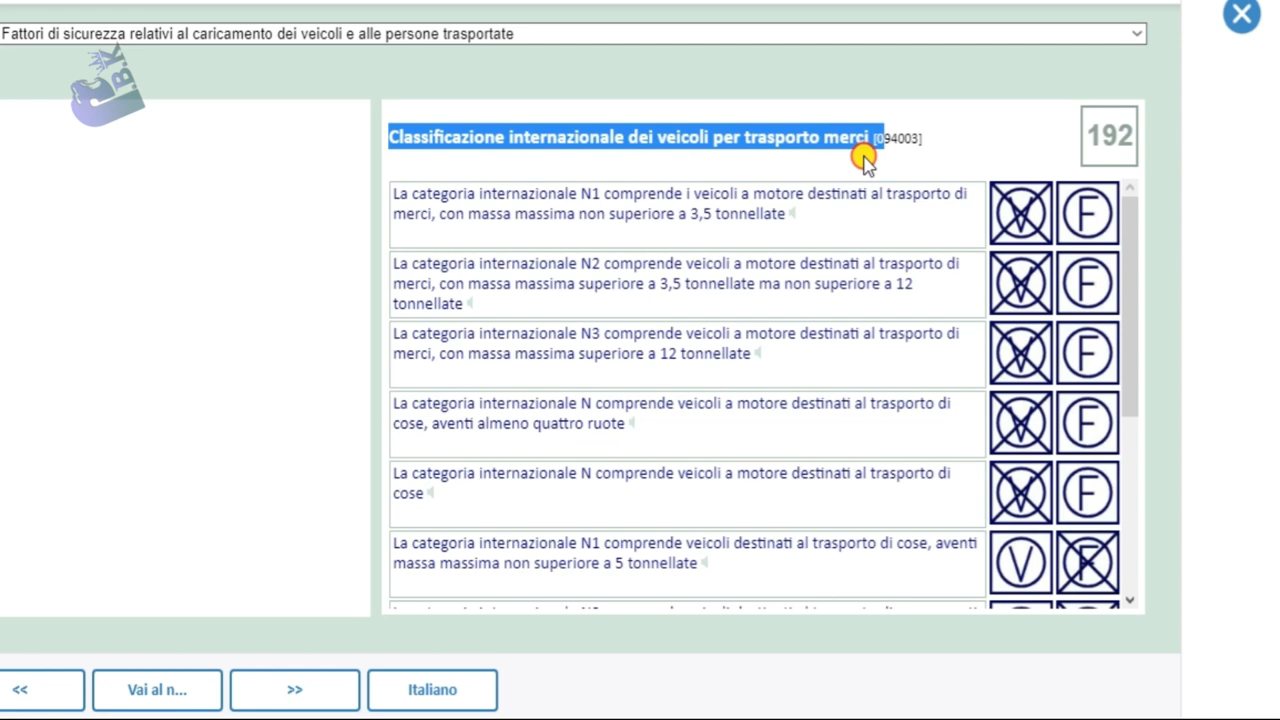 Fattori di sicurezza relativi al caricamento dei veicoli e alle persone trasportate
B.K
Classificazione internazionale dei veicoli per trasporto merci [094003]
192
La categoria internazionale N1 comprende i veicoli a motore destinati al trasporto di
merci, con massa massima non superiore a 3,5 tonnellate
V F
La categoria internazionale N2 comprende veicoli a motore destinati al trasporto di
merci, con massa massima superiore a 3,5 tonnellate ma non superiore a 12
tonnellate
V F
La categoria internazionale N3 comprende veicoli a motore destinati al trasporto di
merci, con massa massima superiore a 12 tonnellate
V F
La categoria internazionale N comprende veicoli a motore destinati al trasporto di
cose, aventi almeno quattro ruote
V F
La categoria internazionale N comprende veicoli a motore destinati al trasporto di
cose
V F
La categoria internazionale N1 comprende veicoli destinati al trasporto di cose, aventi
massa massima non superiore a 5 tonnellate
V F
<<
Vai al n...
>>
Italiano